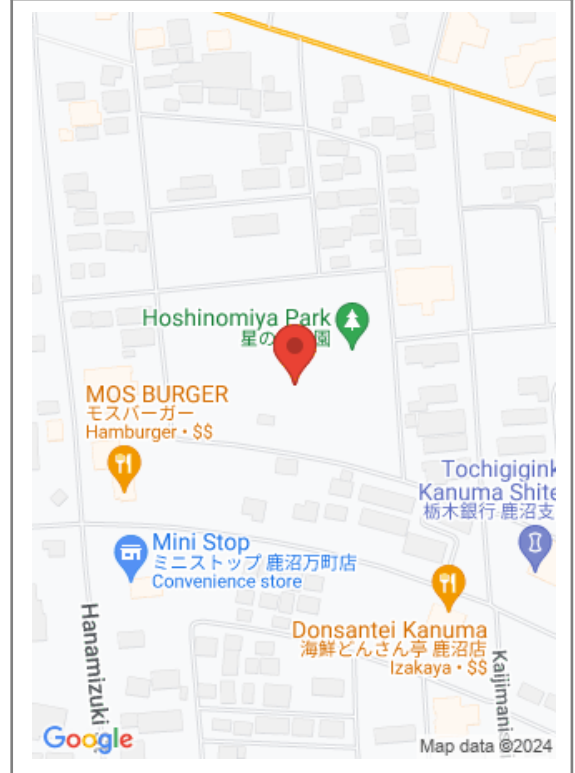 Hoshinomiya Park
星の
園
MOS BURGER
モスバーガー
Hamburger • $$
Tochigigink
Kanuma Shite
栃木銀行 鹿沼支
Mini Stop
ミニストップ 鹿沼万町店
Convenience store
Donsantei Kanuma
海鮮どんさん亭 鹿沼店
Izakaya • $$
Hanamizuki
Kaijimanis
Google
Map data ©2024